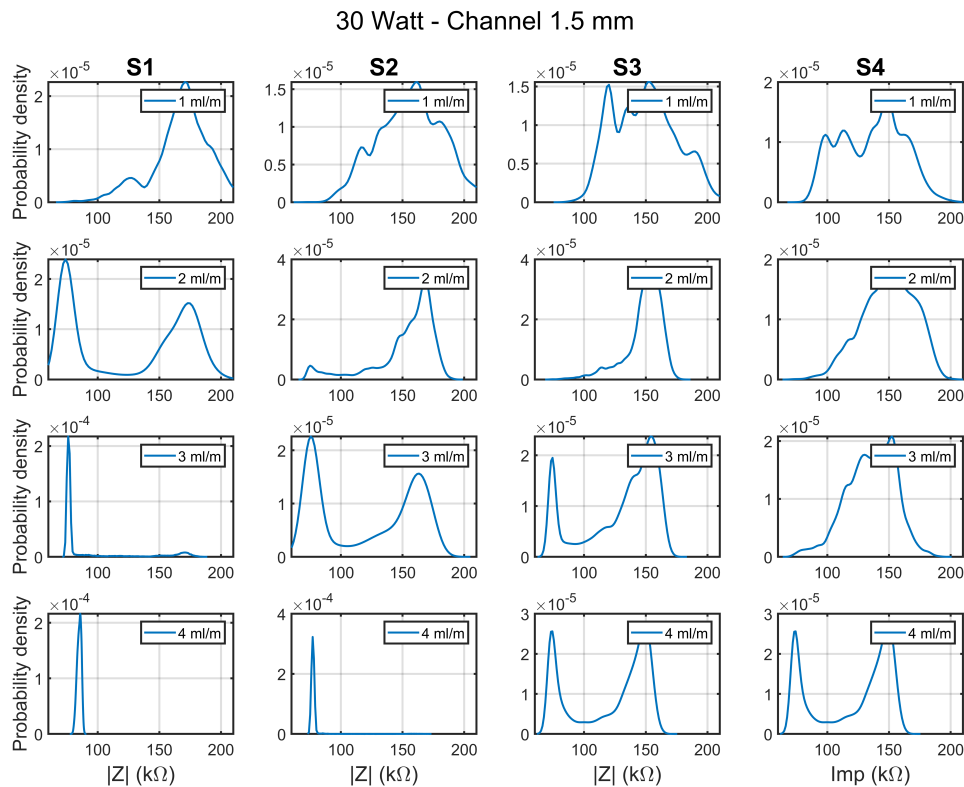 30 Watt - Channel 1.5 mm
S1 S2 S3 S4
×10-5 ×10-5 ×10-5 ×10-5
Probability density
2 1 0
1.5 1 0.5 0
1.5 1 0.5 0
2 1 0
1 ml/m 1 ml/m 1 ml/m 1 ml/m
100 150 200 100 150 200 100 150 200 100 150 200
×10-5 ×10-5 ×10-5 ×10-5
Probability density
2 1 0
4 2 0
4 2 0
2 1 0
2 ml/m 2 ml/m 2 ml/m 2 ml/m
100 150 200 100 150 200 100 150 200 100 150 200
×10-4 ×10-5 ×10-5 ×10-5
Probability density
2 1 0
2 1 0
2 1 0
2 1 0
3 ml/m 3 ml/m 3 ml/m 3 ml/m
100 150 200 100 150 200 100 150 200 100 150 200
×10-4 ×10-4 ×10-5 ×10-5
Probability density
2 1 0
4 2 0
3 2 1 0
3 2 1 0
4 ml/m 4 ml/m 4 ml/m 4 ml/m
100 150 200 100 150 200 100 150 200 100 150 200
|Z| (kΩ) |Z| (kΩ) |Z| (kΩ) Imp (kΩ)